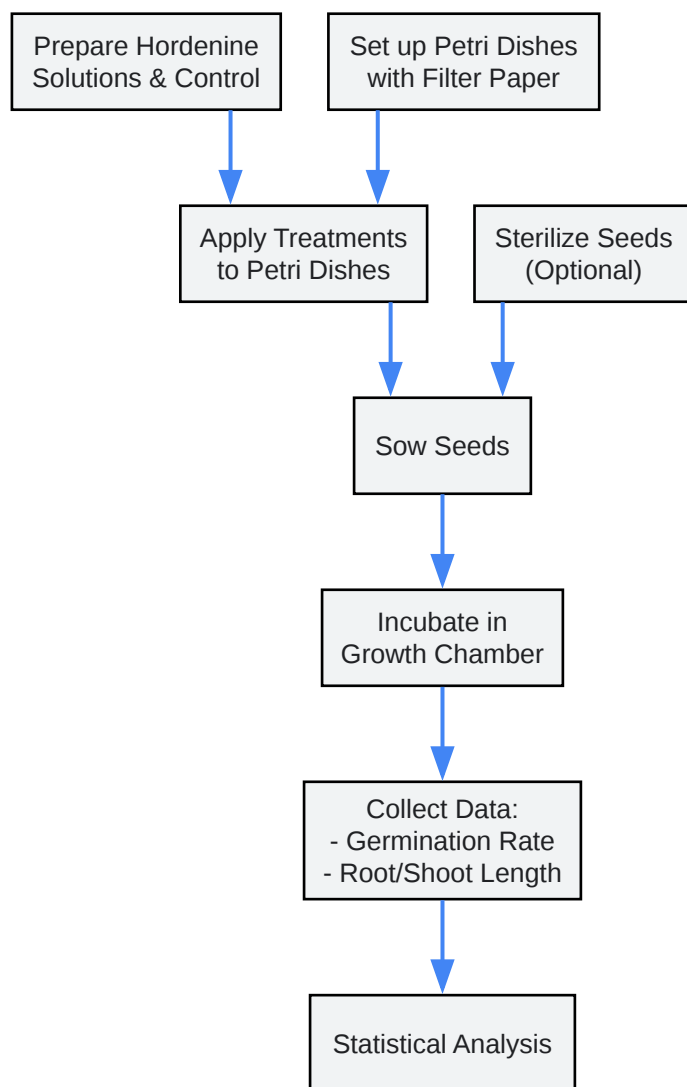 Prepare Hordenine
Solutions & Control
Set up Petri Dishes
with Filter Paper
Apply Treatments
to Petri Dishes
Sterilize Seeds
(Optional)
Sow Seeds
Incubate in
Growth Chamber
Collect Data:
- Germination Rate
- Root/Shoot Length
Statistical Analysis